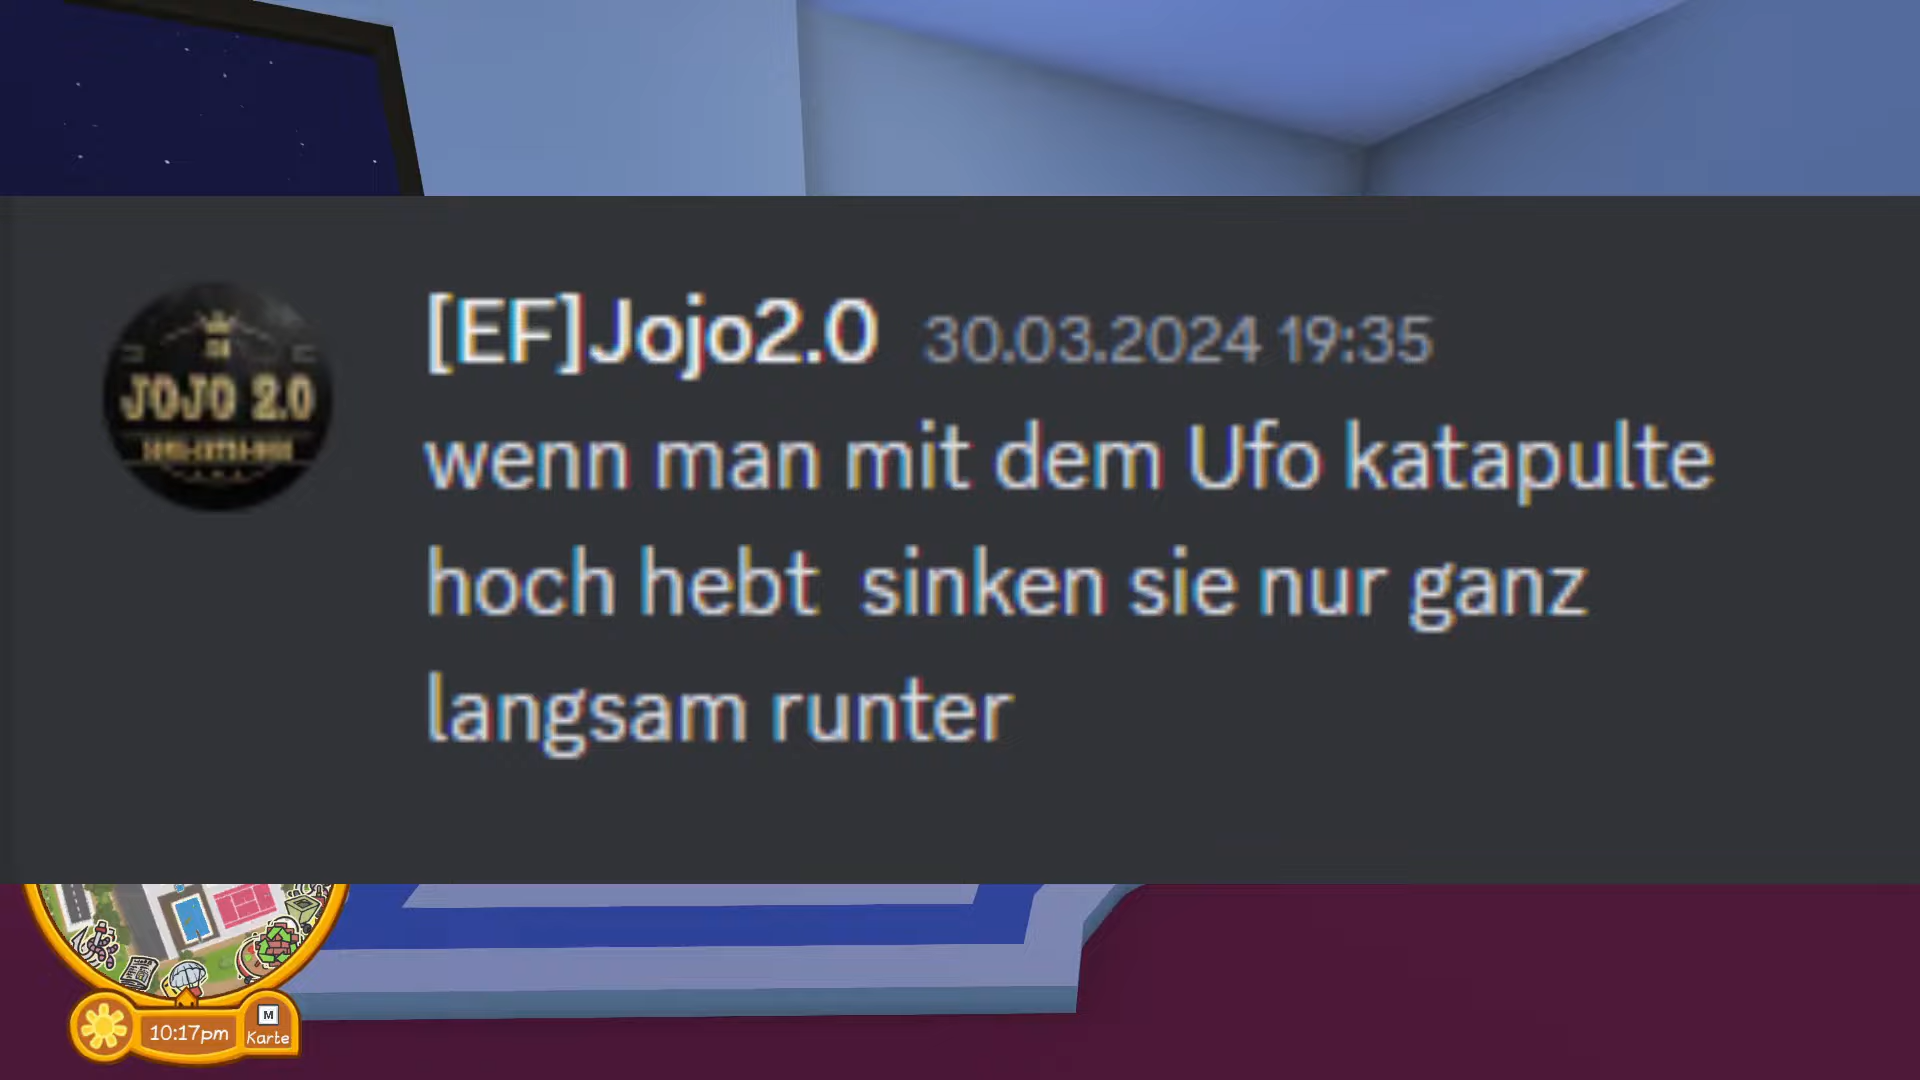 [EF]Jojo2.0 30.03.2024 19:35
JOJO 2.0
wenn man mit dem Ufo katapulte
hoch hebt sinken sie nur ganz
langsam runter
10:17pm
M
Karte